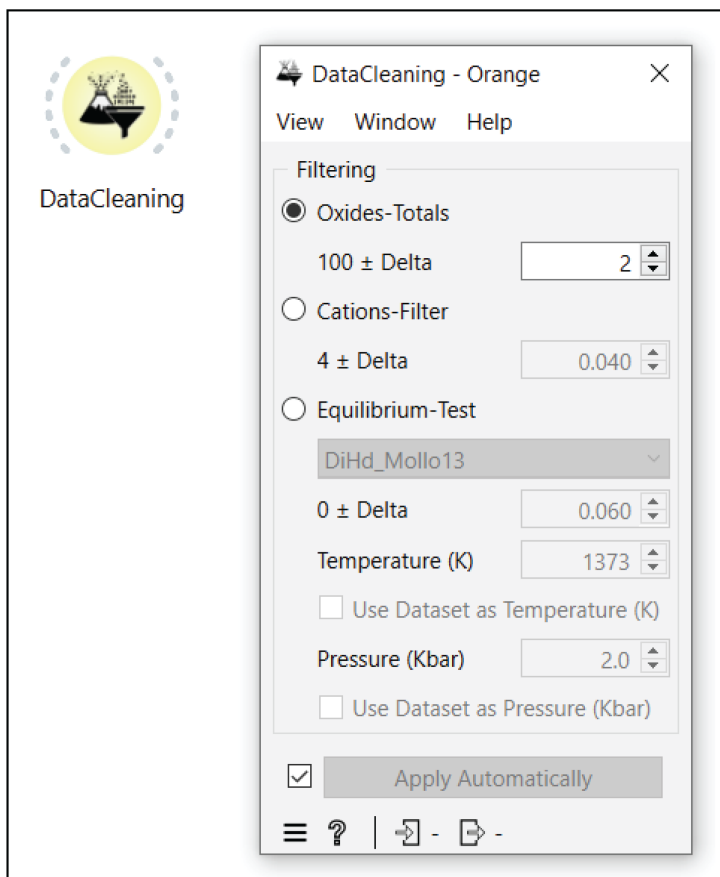 DataCleaning
DataCleaning - Orange
View Window Help
Filtering
Oxides-Totals
100 ± Delta 2
Cations-Filter
4 ± Delta 0.040
Equilibrium-Test
DiHd_Mollo13
0 ± Delta 0.060
Temperature (K) 1373
Use Dataset as Temperature (K)
Pressure (Kbar) 2.0
Use Dataset as Pressure (Kbar)
Apply Automatically
? - -